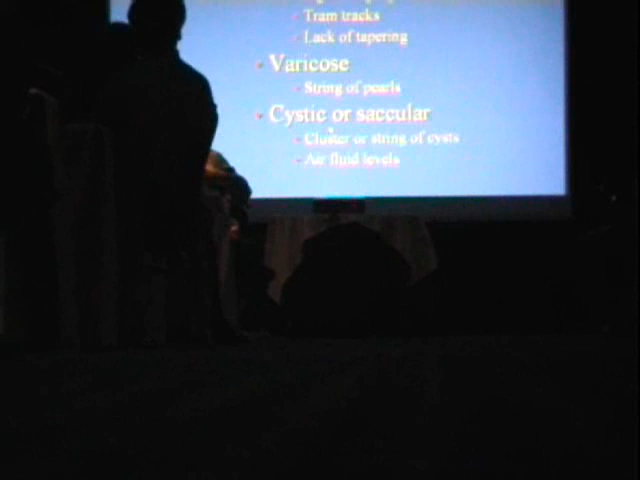 Tram tracks
Lack of tapering
Varicose
String of pearls
Cystic or saccular
Cluster or string of cysts
Air fluid levels